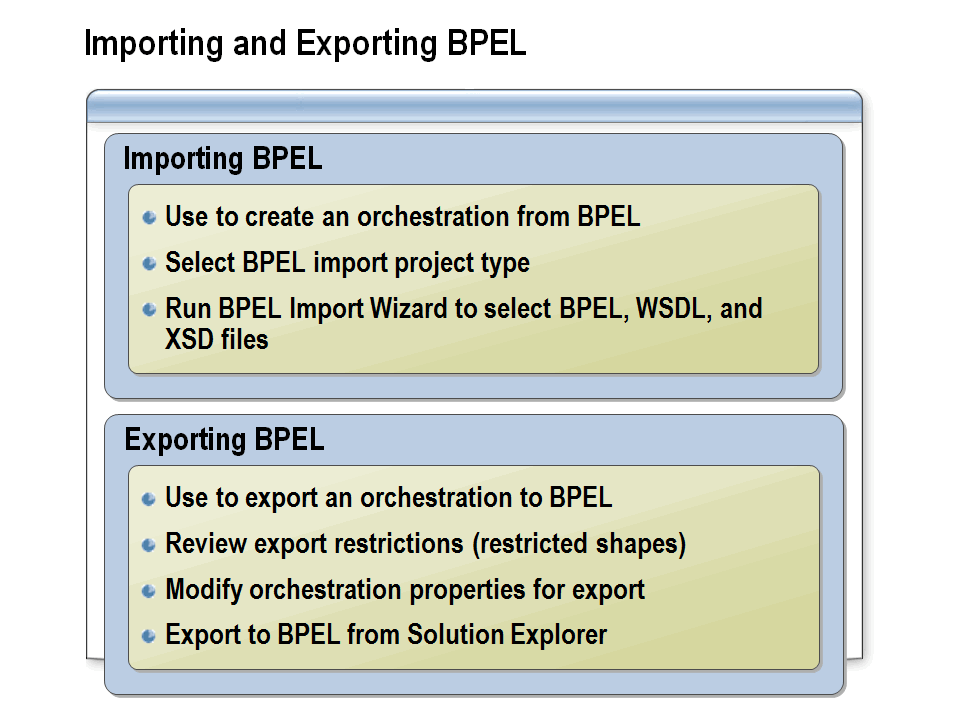 Importing and Exporting BPEL
Importing BPEL
Use to create an orchestration from BPEL
Select BPEL import project type
Run BPEL Import Wizard to select BPEL, WSDL, and
XSD files
Exporting BPEL
Use to export an orchestration to BPEL
Review export restrictions (restricted shapes)
Modify orchestration properties for export
Export to BPEL from Solution Explorer